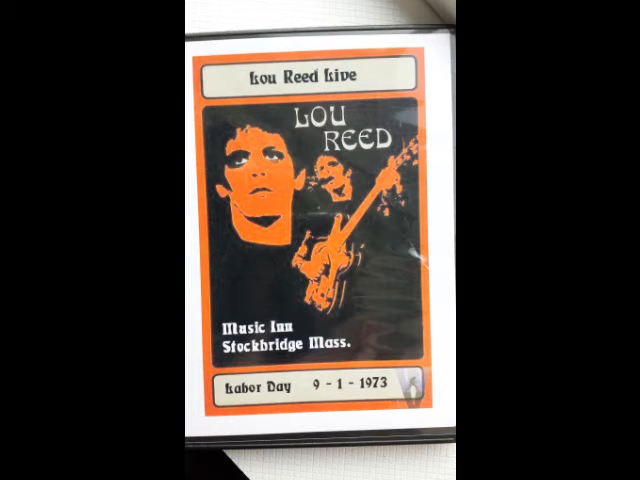 Lou Reed Live
LOU
REED
Music Inn
Stockbridge Mass.
Labor Day 9 - 1 - 1973